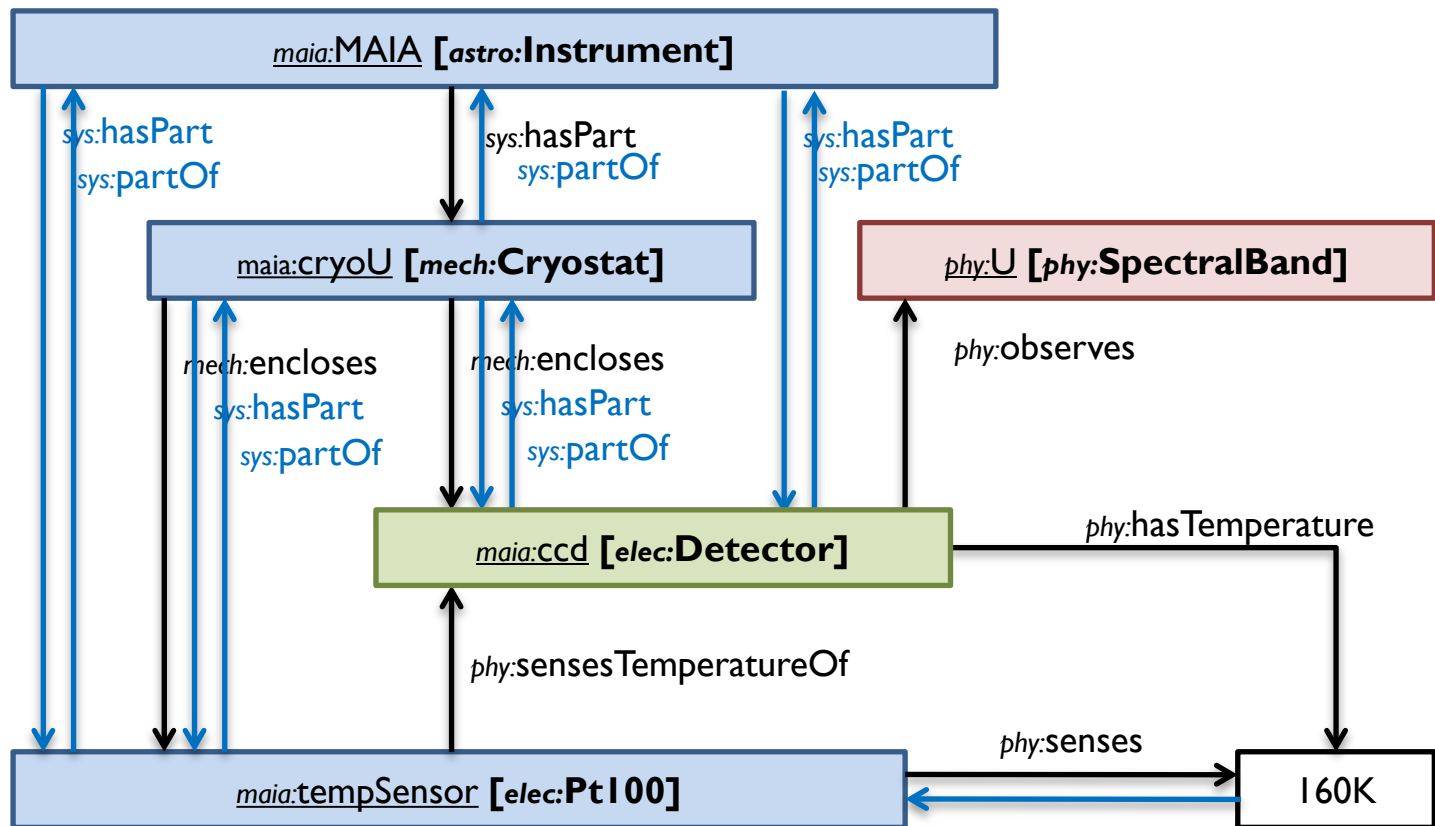 maia:MAIA [astro:Instrument]
sys:hasPart
sys:partOf
sys:hasPart
sys:partOf
sys:hasPart
sys:partOf
maia:cryoU [mech:Cryostat]
phy:U [phy:SpectralBand]
mech:encloses
sys:hasPart
sys:partOf
mech:encloses
sys:hasPart
sys:partOf
phy:observes
maia:ccd [elec:Detector]
phy:hasTemperature
phy:sensesTemperatureOf
phy:senses
maia:tempSensor [elec:Pt100]
160K